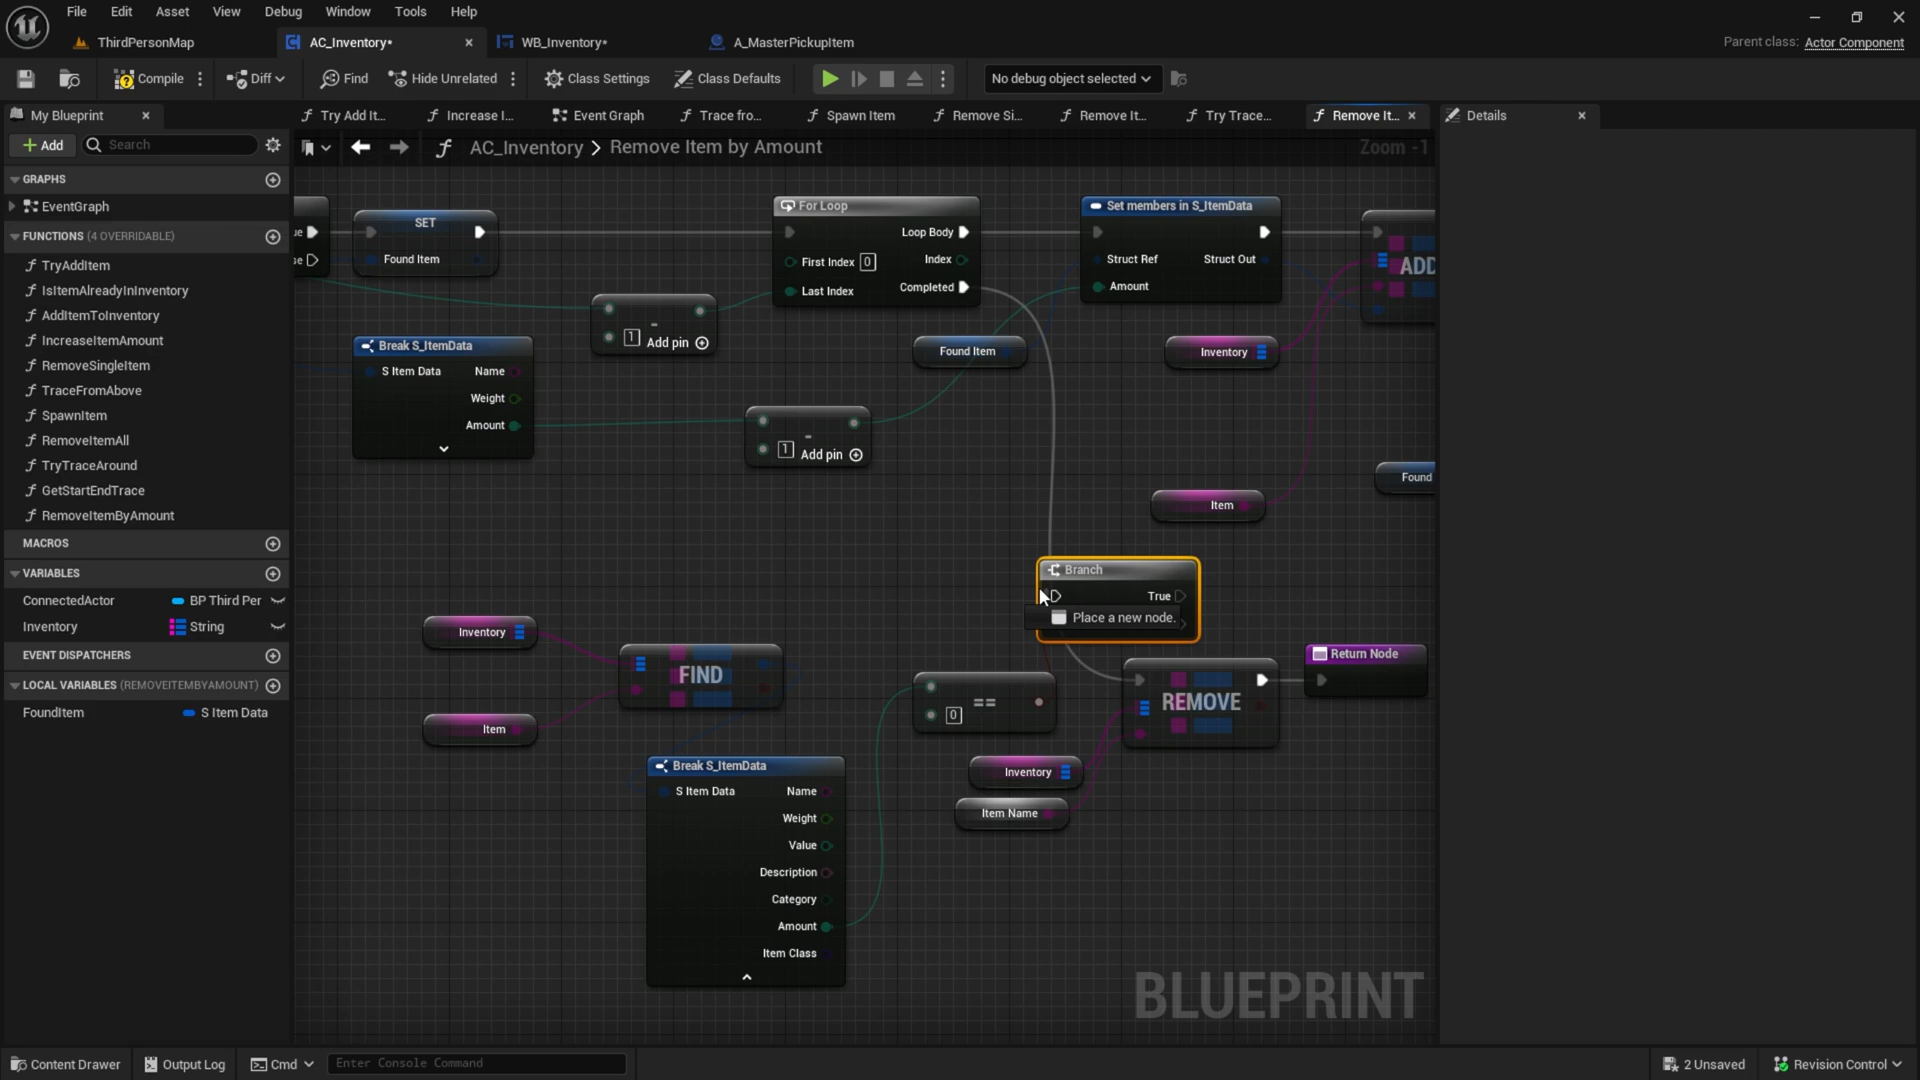 File Edit Asset View Debug Window Tools Help
ThirdPersonMap
AC_Inventory*
WB_Inventory*
A_MasterPickupItem
Parent class: Actor Component
Compile
Diff
Find
Hide Unrelated
Class Settings
Class Defaults
No debug object selected
My Blueprint
Try Add It...
Increase I...
Event Graph
Trace fro...
Spawn Item
Remove Si...
Remove It...
Try Trace...
Remove It...
Details
Add
Search
AC_Inventory > Remove Item by Amount
Zoom -1
GRAPHS
EventGraph
FUNCTIONS (4 OVERRIDABLE)
TryAddItem
IsItemAlreadyInInventory
AddItemToInventory
IncreaseItemAmount
RemoveSingleItem
TraceFromAbove
SpawnItem
RemoveItemAll
TryTraceAround
GetStartEndTrace
RemoveItemByAmount
MACROS
VARIABLES
ConnectedActor BP Third Per
Inventory String
EVENT DISPATCHERS
LOCAL VARIABLES (REMOVEITEMBYAMOUNT)
FoundItem S Item Data
ue
se
SET
Found Item
For Loop
Loop Body
First Index 0
Index
Last Index
Completed
Set members in S_ItemData
Struct Ref
Struct Out
Amount
ADD
-
1 Add pin
Break S_ItemData
S Item Data Name
Weight
Amount
Found Item
Inventory
-
1 Add pin
Found
Item
Branch
True
Place a new node.
Inventory
FIND
Item
==
0
REMOVE
Return Node
Inventory
Item Name
Break S_ItemData
S Item Data Name
Weight
Value
Description
Category
Amount
Item Class
BLUEPRINT
Content Drawer
Output Log
Cmd
Enter Console Command
2 Unsaved
Revision Control